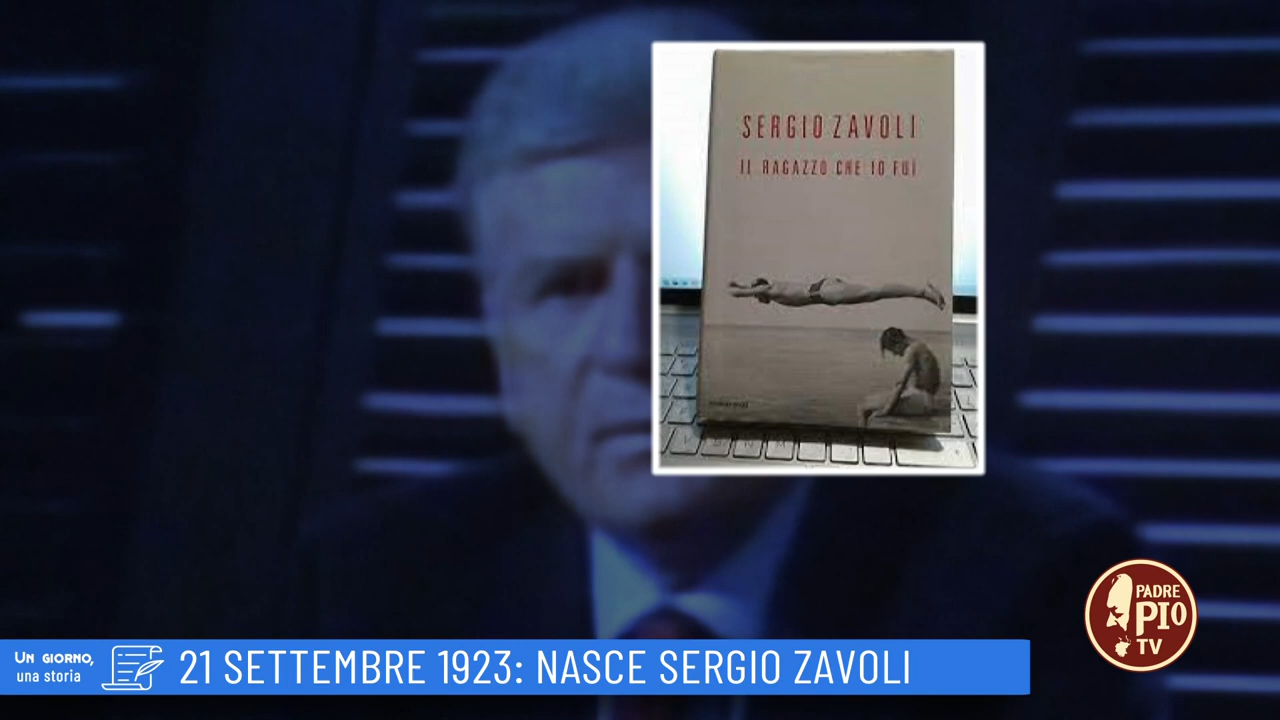 SERGIO ZAVOLI
IL RAGAZZO CHE IO FUI
PADRE
PIO
TV
Un giorno,
una storia
21 SETTEMBRE 1923: NASCE SERGIO ZAVOLI